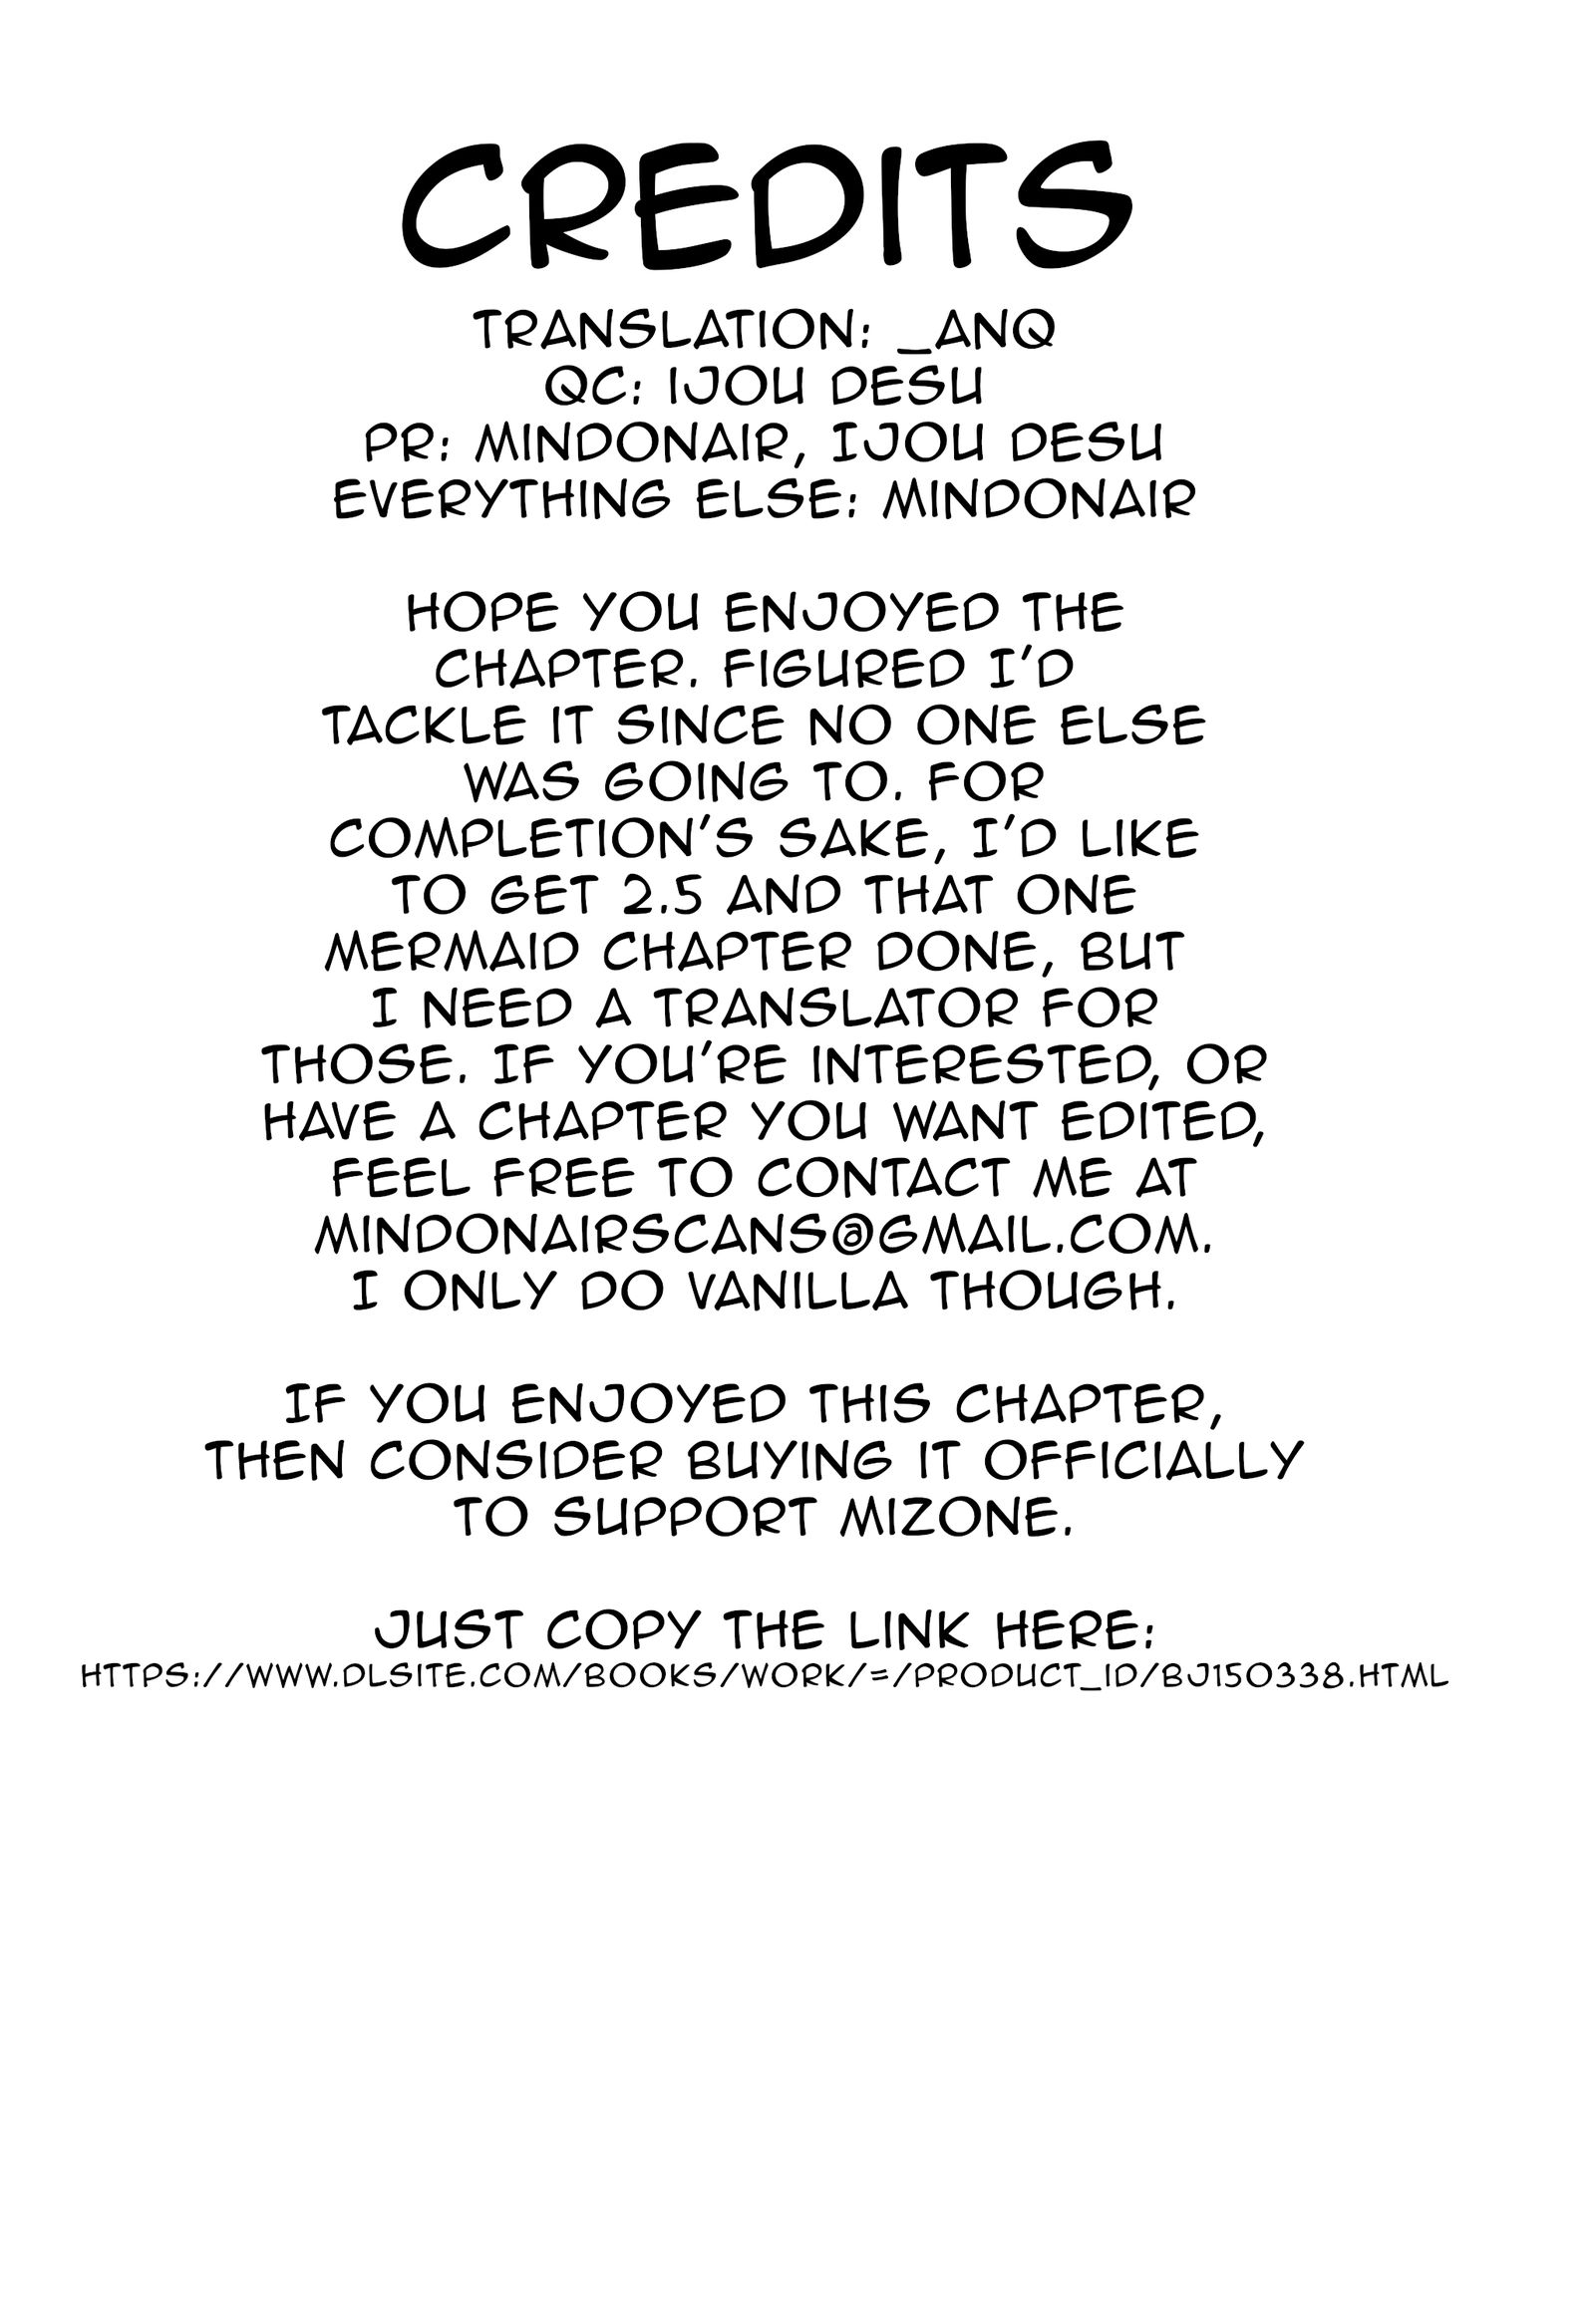 CREDITS
TRANSLATION: _ANQ
QC: IJOU DESU
PR: MINDONAIR, IJOU DESU
EVERYTHING ELSE: MINDONAIR
HOPE YOU ENJOYED THE
CHAPTER. FIGURED I'D
TACKLE IT SINCE NO ONE ELSE
WAS GOING TO. FOR
COMPLETION'S SAKE, I'D LIKE
TO GET 2.5 AND THAT ONE
MERMAID CHAPTER DONE, BUT
I NEED A TRANSLATOR FOR
THOSE. IF YOU'RE INTERESTED, OR
HAVE A CHAPTER YOU WANT EDITED,
FEEL FREE TO CONTACT ME AT
MINDONAIRSCANS@GMAIL.COM.
I ONLY DO VANILLA THOUGH.
IF YOU ENJOYED THIS CHAPTER,
THEN CONSIDER BUYING IT OFFICIALLY
TO SUPPORT MIZONE.
JUST COPY THE LINK HERE:
HTTPS://WWW.DLSITE.COM/BOOKS/WORK/=/PRODUCT_ID/BJ150338.HTML